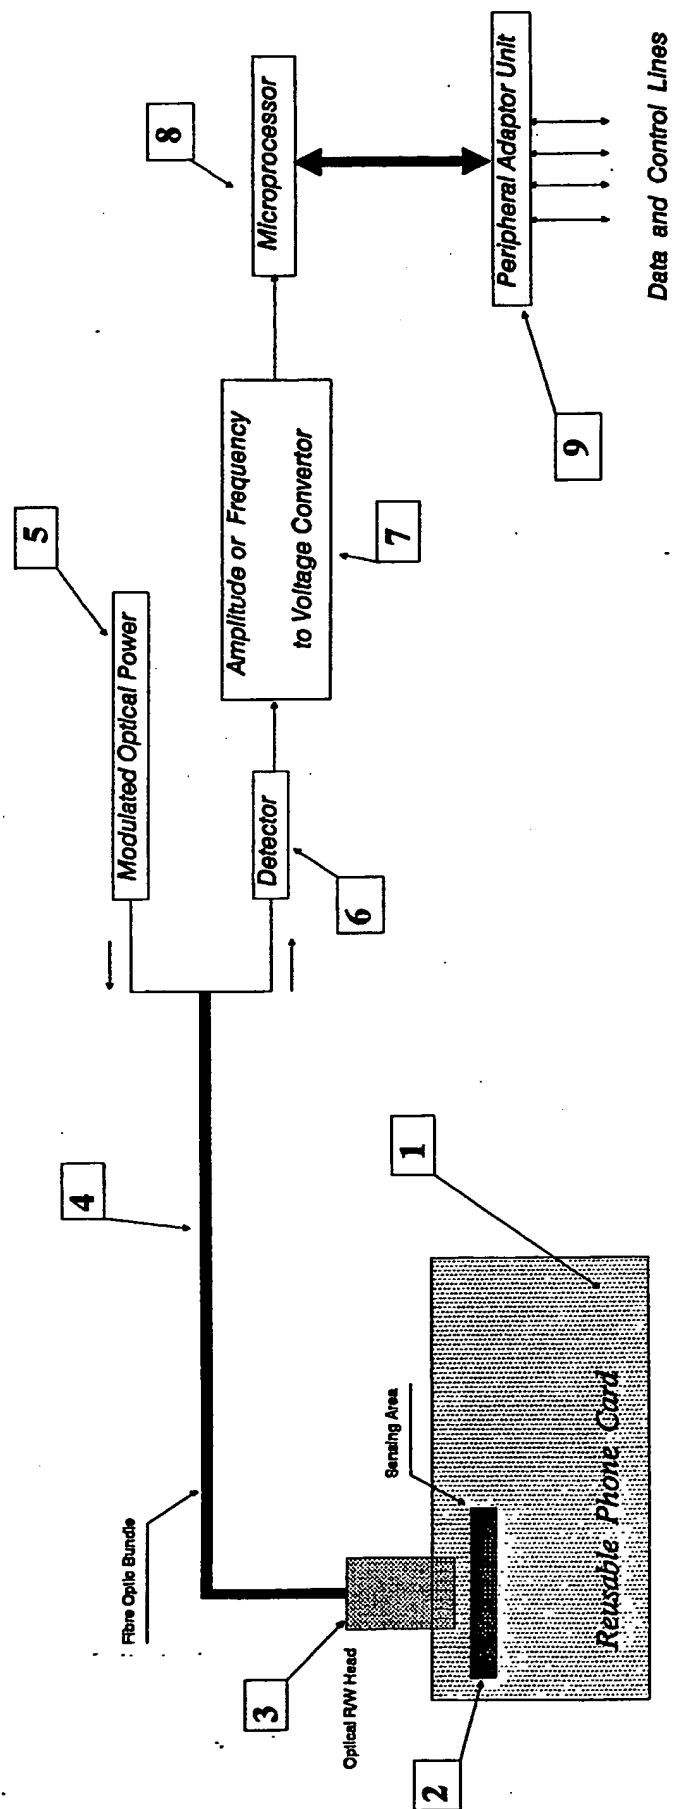 5
Modulated Optical Power
4
Fibre Optic Bundle
8
Microprocessor
Amplitude or Frequency
to Voltage Convertor
7
Detector
6
3
Optical R/W Head
Sensing Area
1
2
Reusable Phone Card
Peripheral Adaptor Unit
9
Data and Control Lines